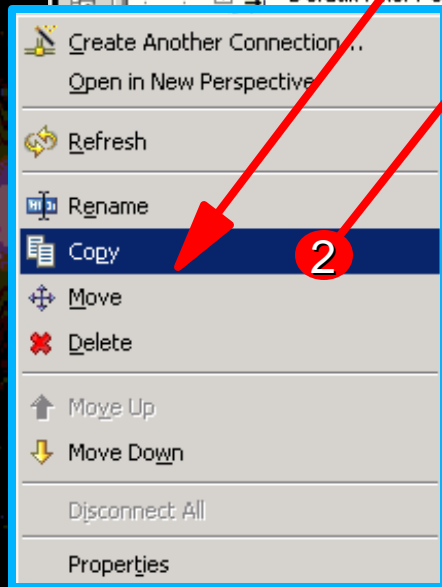 Create Another Connection...
Open in New Perspective
Refresh
Rename
Copy
2
Move
Delete
Move Up
Move Down
Disconnect All
Properties